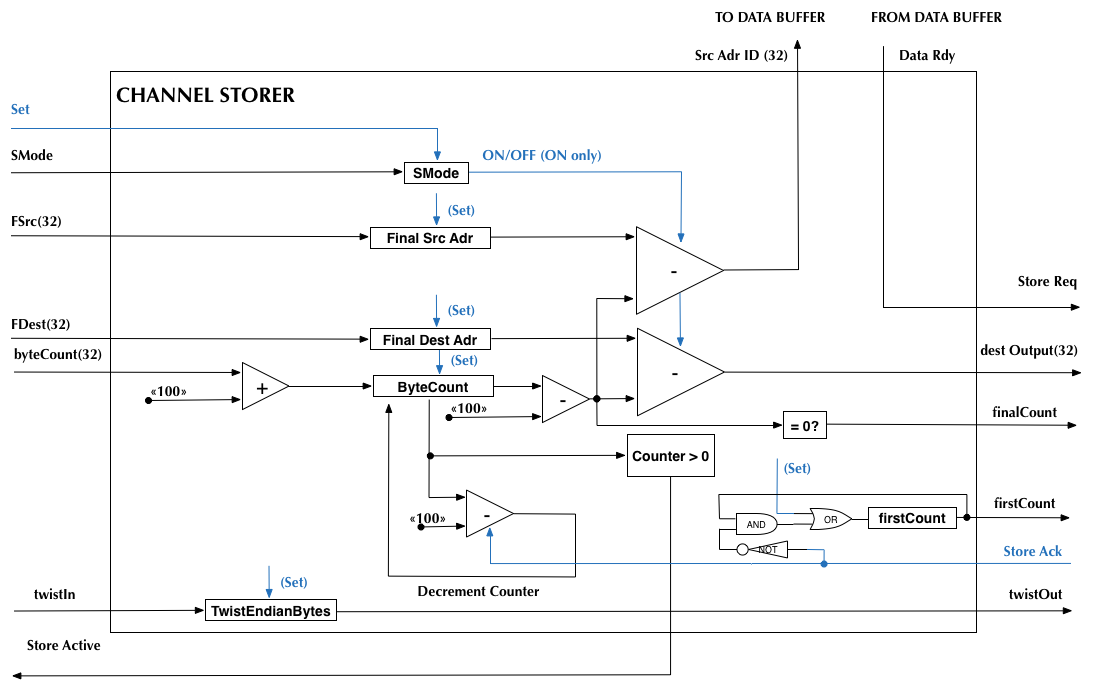 TO DATA BUFFER
FROM DATA BUFFER
Src Adr ID (32)
Data Rdy
CHANNEL STORER
Set
SMode
ON/OFF (ON only)
SMode
(Set)
FSrc(32)
Final Src Adr
-
Store Req
(Set)
FDest(32)
Final Dest Adr
dest Output(32)
byteCount(32)
(Set)
-
«100»
+
ByteCount
«100»
-
finalCount
= 0?
Counter > 0
(Set)
firstCount
«100»
-
AND
OR
firstCount
NOT
Store Ack
(Set)
Decrement Counter
twistIn
TwistEndianBytes
twistOut
Store Active